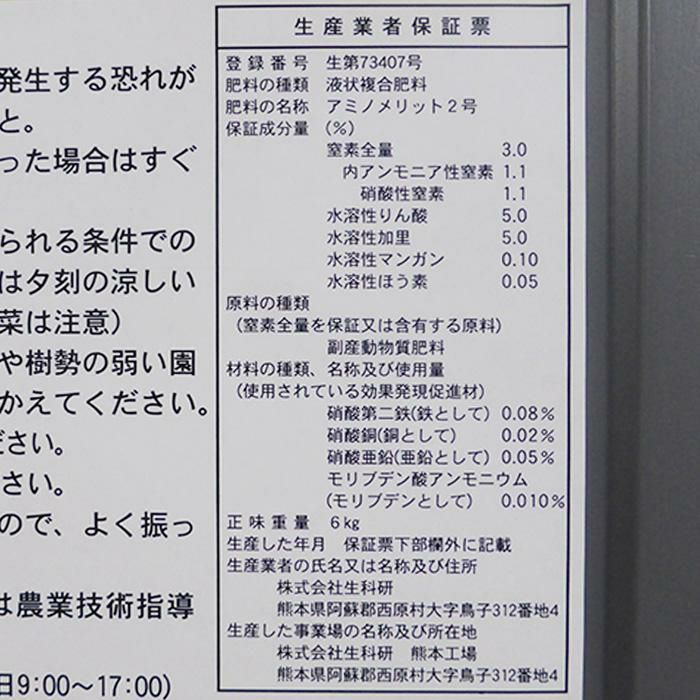 発生する恐れが
と。
った場合はすぐ
られる条件での
は夕刻の涼しい
菜は注意）
や樹勢の弱い園
かえてください。
ださい。
さい。
ので、よく振っ
は農業技術指導
日9:00〜17:00)
生産業者保証票
登録番号　生第73407号
肥料の種類　液状複合肥料
肥料の名称　アミノメリット２号
保証成分量　(％)
窒素全量　3.0
内アンモニア性窒素　1.1
硝酸性窒素　1.1
水溶性りん酸　5.0
水溶性加里　5.0
水溶性マンガン　0.10
水溶性ほう素　0.05
原料の種類
（窒素全量を保証又は含有する原料）
副産動物質肥料
材料の種類、名称及び使用量
（使用されている効果発現促進材）
硝酸第二鉄(鉄として)　0.08％
硝酸銅(銅として)　0.02％
硝酸亜鉛(亜鉛として)　0.05％
モリブデン酸アンモニウム
(モリブデンとして)　0.010％
正味重量　6㎏
生産した年月　保証票下部欄外に記載
生産業者の氏名又は名称及び住所
株式会社生科研
熊本県阿蘇郡西原村大字鳥子312番地4
生産した事業場の名称及び所在地
株式会社生科研　熊本工場
熊本県阿蘇郡西原村大字鳥子312番地4